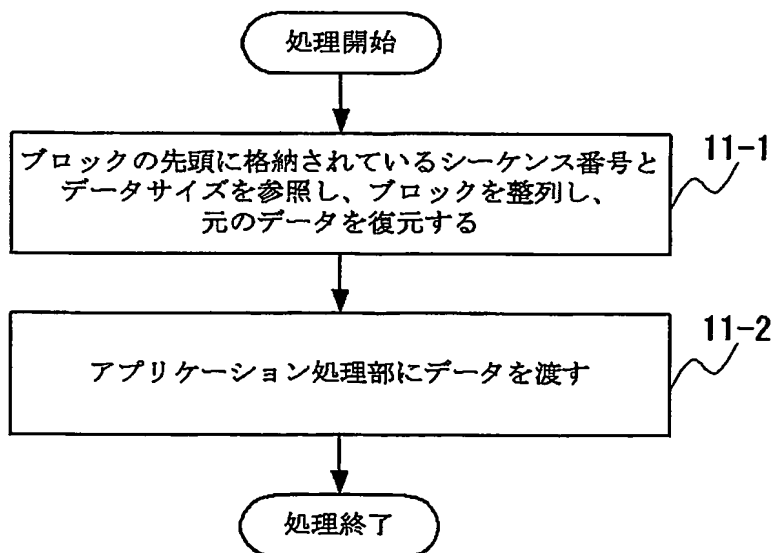 処理開始
ブロックの先頭に格納されているシーケンス番号と
データサイズを参照し、ブロックを整列し、
元のデータを復元する
11-1
アプリケーション処理部にデータを渡す
11-2
処理終了